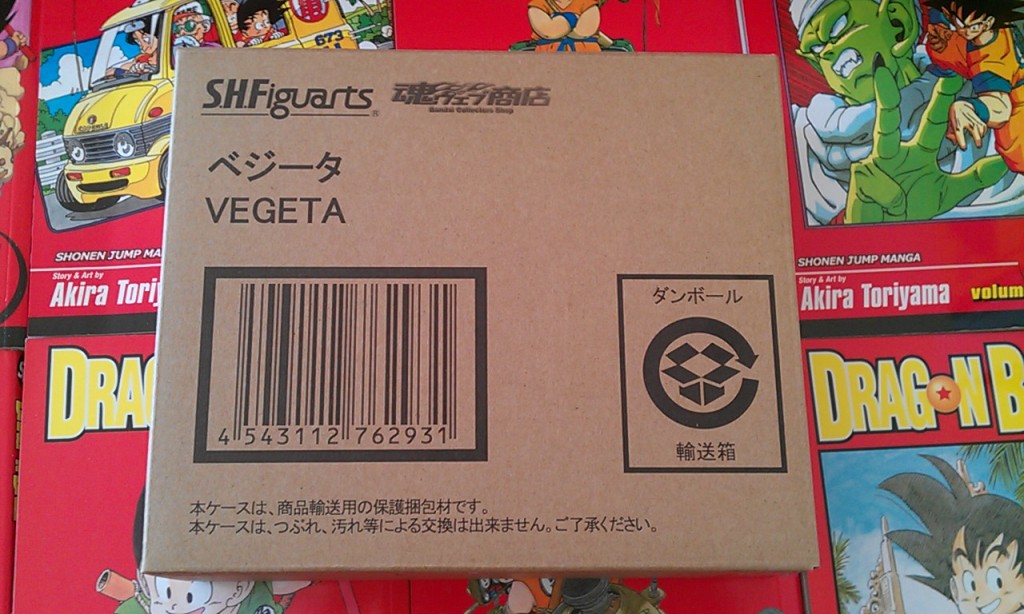 673
SHONEN JUMP MA
Story & Art by
Akira Tori
DRAG
S.H.Figuarts
魂ウェブ商店
Bandai Collectors Shop
ベジータ
VEGETA
4 543112 762931
ダンボール
輸送箱
本ケースは、商品輸送用の保護梱包材です。
本ケースは、つぶれ、汚れ等による交換は出来ません。ご了承ください。
SHONEN JUMP MANGA
Story & Art by
Akira Toriyama
volum
DRAGON B